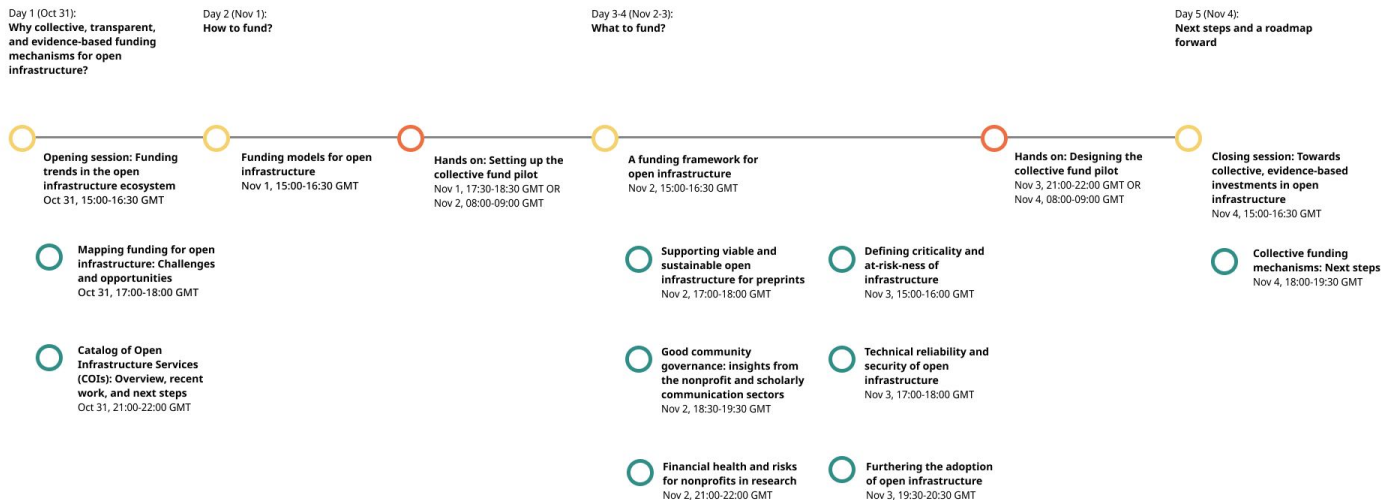 Day 1 (Oct 31):
Why collective, transparent,
and evidence-based funding
mechanisms for open
infrastructure?
Day 2 (Nov 1):
How to fund?
Day 3-4 (Nov 2-3):
What to fund?
Day 5 (Nov 4):
Next steps and a roadmap
forward
Opening session: Funding
trends in the open
infrastructure ecosystem
Oct 31, 15:00-16:30 GMT
Funding models for open
infrastructure
Nov 1, 15:00-16:30 GMT
Hands on: Setting up the
collective fund pilot
Nov 1, 17:30-18:30 GMT OR
Nov 2, 08:00-09:00 GMT
A funding framework for
open infrastructure
Nov 2, 15:00-16:30 GMT
Hands on: Designing the
collective fund pilot
Nov 3, 21:00-22:00 GMT OR
Nov 4, 08:00-09:00 GMT
Closing session: Towards
collective, evidence-based
investments in open
infrastructure
Nov 4, 15:00-16:30 GMT
Mapping funding for open
infrastructure: Challenges
and opportunities
Oct 31, 17:00-18:00 GMT
Supporting viable and
sustainable open
infrastructure for preprints
Nov 2, 17:00-18:00 GMT
Defining criticality and
at-risk-ness of
infrastructure
Nov 3, 15:00-16:00 GMT
Collective funding
mechanisms: Next steps
Nov 4, 18:00-19:30 GMT
Catalog of Open
Infrastructure Services
(COIs): Overview, recent
work, and next steps
Oct 31, 21:00-22:00 GMT
Good community
governance: insights from
the nonprofit and scholarly
communication sectors
Nov 2, 18:30-19:30 GMT
Technical reliability and
security of open
infrastructure
Nov 3, 17:00-18:00 GMT
Financial health and risks
for nonprofits in research
Nov 2, 21:00-22:00 GMT
Furthering the adoption
of open infrastructure
Nov 3, 19:30-20:30 GMT